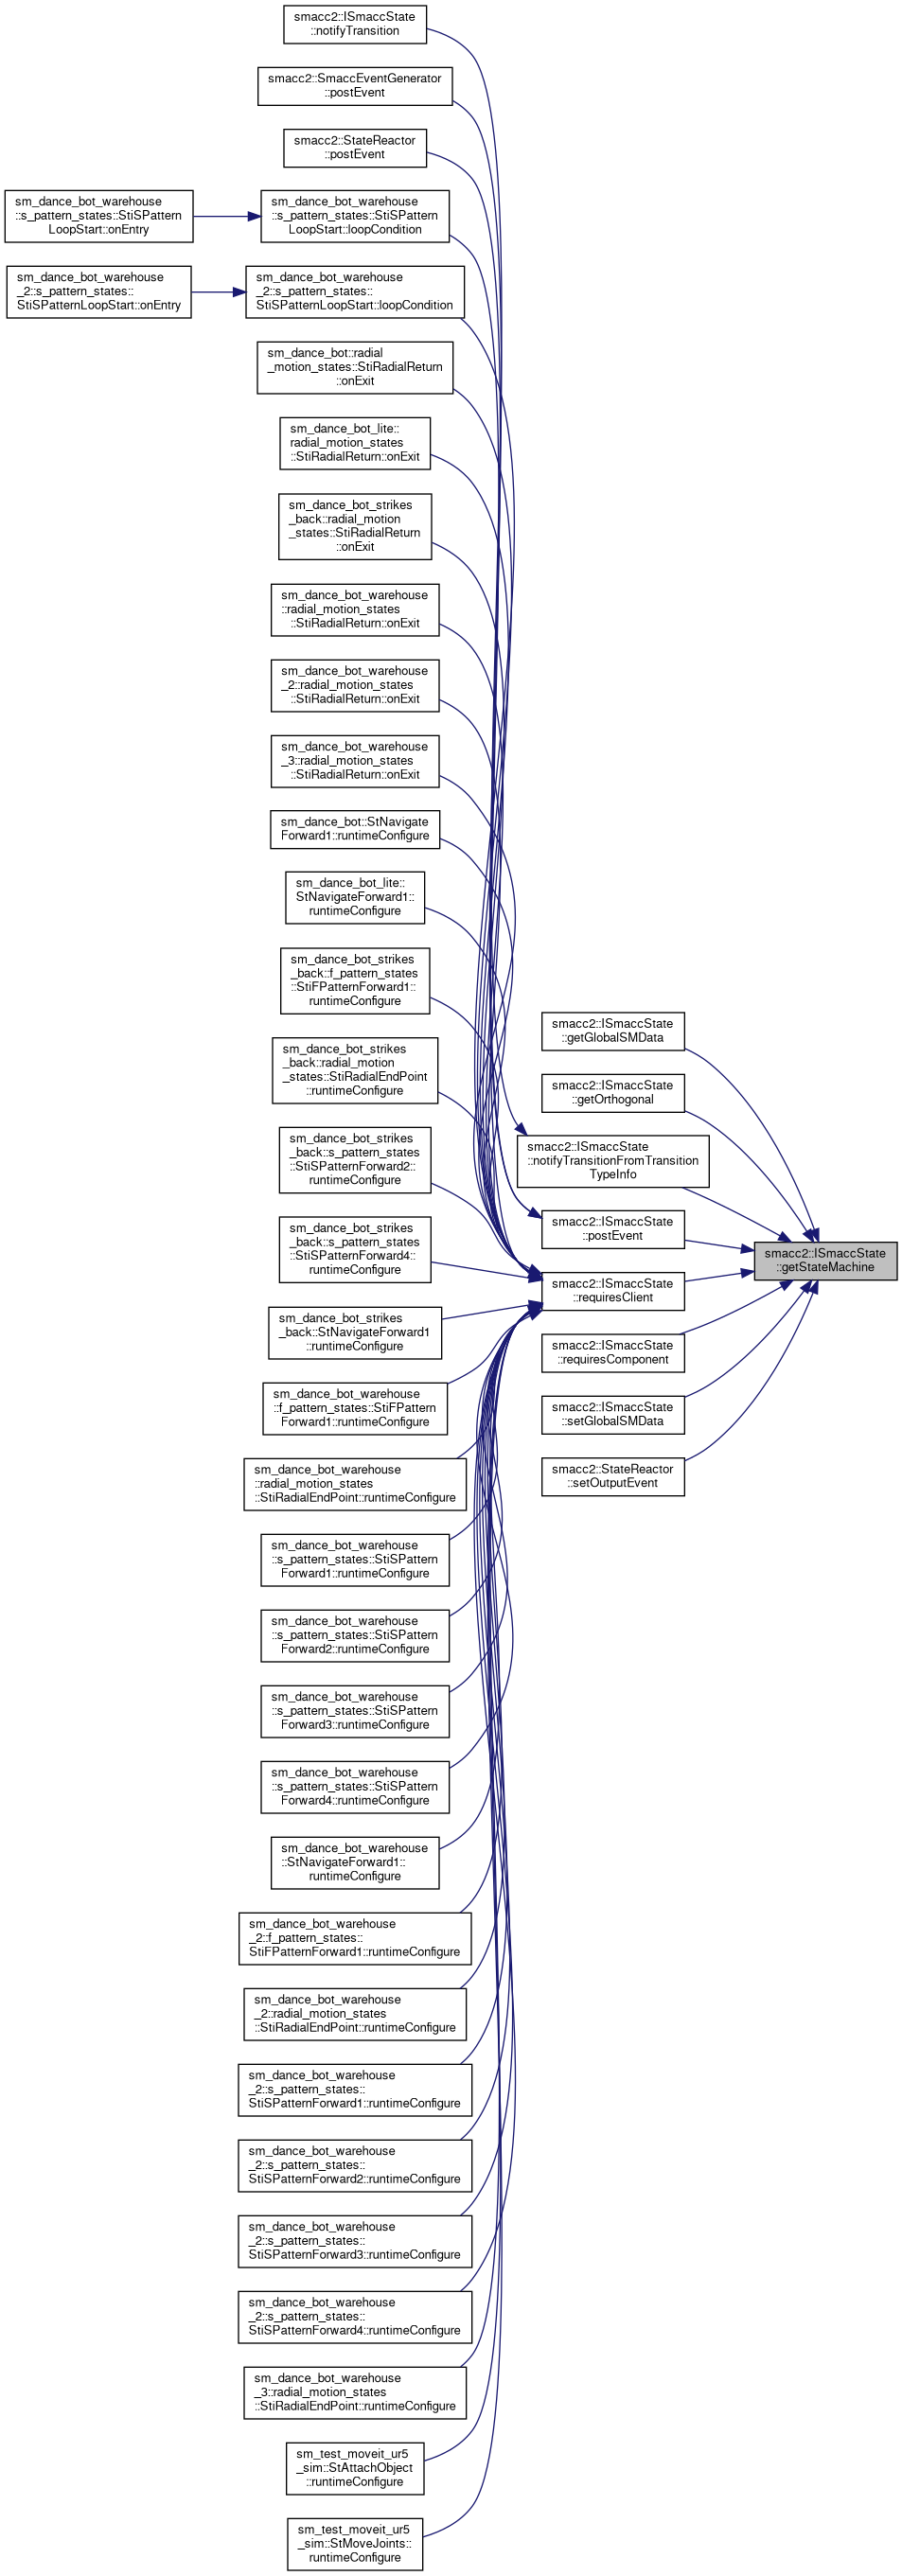 smacc2::ISmaccState
::notifyTransition
smacc2::SmaccEventGenerator
::postEvent
smacc2::StateReactor
::postEvent
sm_dance_bot_warehouse
::s_pattern_states::StiSPattern
LoopStart::onEntry
sm_dance_bot_warehouse
::s_pattern_states::StiSPattern
LoopStart::loopCondition
sm_dance_bot_warehouse
_2::s_pattern_states::
StiSPatternLoopStart::onEntry
sm_dance_bot_warehouse
_2::s_pattern_states::
StiSPatternLoopStart::loopCondition
sm_dance_bot::radial
_motion_states::StiRadialReturn
::onExit
sm_dance_bot_lite::
radial_motion_states
::StiRadialReturn::onExit
sm_dance_bot_strikes
_back::radial_motion
_states::StiRadialReturn
::onExit
sm_dance_bot_warehouse
::radial_motion_states
::StiRadialReturn::onExit
sm_dance_bot_warehouse
_2::radial_motion_states
::StiRadialReturn::onExit
sm_dance_bot_warehouse
_3::radial_motion_states
::StiRadialReturn::onExit
sm_dance_bot::StNavigate
Forward1::runtimeConfigure
sm_dance_bot_lite::
StNavigateForward1::
runtimeConfigure
sm_dance_bot_strikes
_back::f_pattern_states
::StiFPatternForward1::
runtimeConfigure
sm_dance_bot_strikes
_back::radial_motion
_states::StiRadialEndPoint
::runtimeConfigure
sm_dance_bot_strikes
_back::s_pattern_states
::StiSPatternForward2::
runtimeConfigure
sm_dance_bot_strikes
_back::s_pattern_states
::StiSPatternForward4::
runtimeConfigure
sm_dance_bot_strikes
_back::StNavigateForward1
::runtimeConfigure
sm_dance_bot_warehouse
::f_pattern_states::StiFPattern
Forward1::runtimeConfigure
sm_dance_bot_warehouse
::radial_motion_states
::StiRadialEndPoint::runtimeConfigure
sm_dance_bot_warehouse
::s_pattern_states::StiSPattern
Forward1::runtimeConfigure
sm_dance_bot_warehouse
::s_pattern_states::StiSPattern
Forward2::runtimeConfigure
sm_dance_bot_warehouse
::s_pattern_states::StiSPattern
Forward3::runtimeConfigure
sm_dance_bot_warehouse
::s_pattern_states::StiSPattern
Forward4::runtimeConfigure
sm_dance_bot_warehouse
::StNavigateForward1::
runtimeConfigure
sm_dance_bot_warehouse
_2::f_pattern_states::
StiFPatternForward1::runtimeConfigure
sm_dance_bot_warehouse
_2::radial_motion_states
::StiRadialEndPoint::runtimeConfigure
sm_dance_bot_warehouse
_2::s_pattern_states::
StiSPatternForward1::runtimeConfigure
sm_dance_bot_warehouse
_2::s_pattern_states::
StiSPatternForward2::runtimeConfigure
sm_dance_bot_warehouse
_2::s_pattern_states::
StiSPatternForward3::runtimeConfigure
sm_dance_bot_warehouse
_2::s_pattern_states::
StiSPatternForward4::runtimeConfigure
sm_dance_bot_warehouse
_3::radial_motion_states
::StiRadialEndPoint::runtimeConfigure
sm_test_moveit_ur5
_sim::StAttachObject
::runtimeConfigure
sm_test_moveit_ur5
_sim::StMoveJoints::
runtimeConfigure
smacc2::ISmaccState
::getGlobalSMData
smacc2::ISmaccState
::getOrthogonal
smacc2::ISmaccState
::notifyTransitionFromTransition
TypeInfo
smacc2::ISmaccState
::postEvent
smacc2::ISmaccState
::requiresClient
smacc2::ISmaccState
::requiresComponent
smacc2::ISmaccState
::setGlobalSMData
smacc2::StateReactor
::setOutputEvent
smacc2::ISmaccState
::getStateMachine